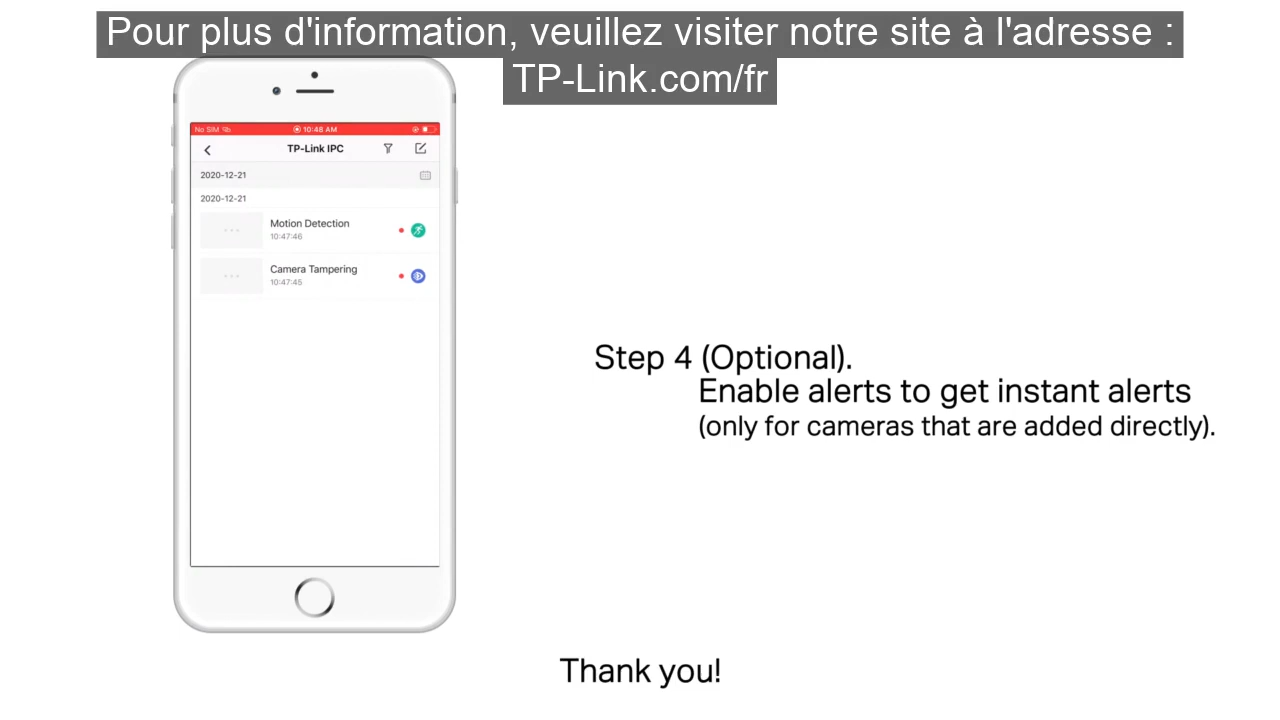 Pour plus d'information, veuillez visiter notre site à l'adresse :
TP-Link.com/fr
No SIM
10:48 AM
TP-Link IPC
2020-12-21
2020-12-21
Motion Detection
10:47:46
Camera Tampering
10:47:45
Step 4 (Optional).
Enable alerts to get instant alerts
(only for cameras that are added directly).
Thank you!